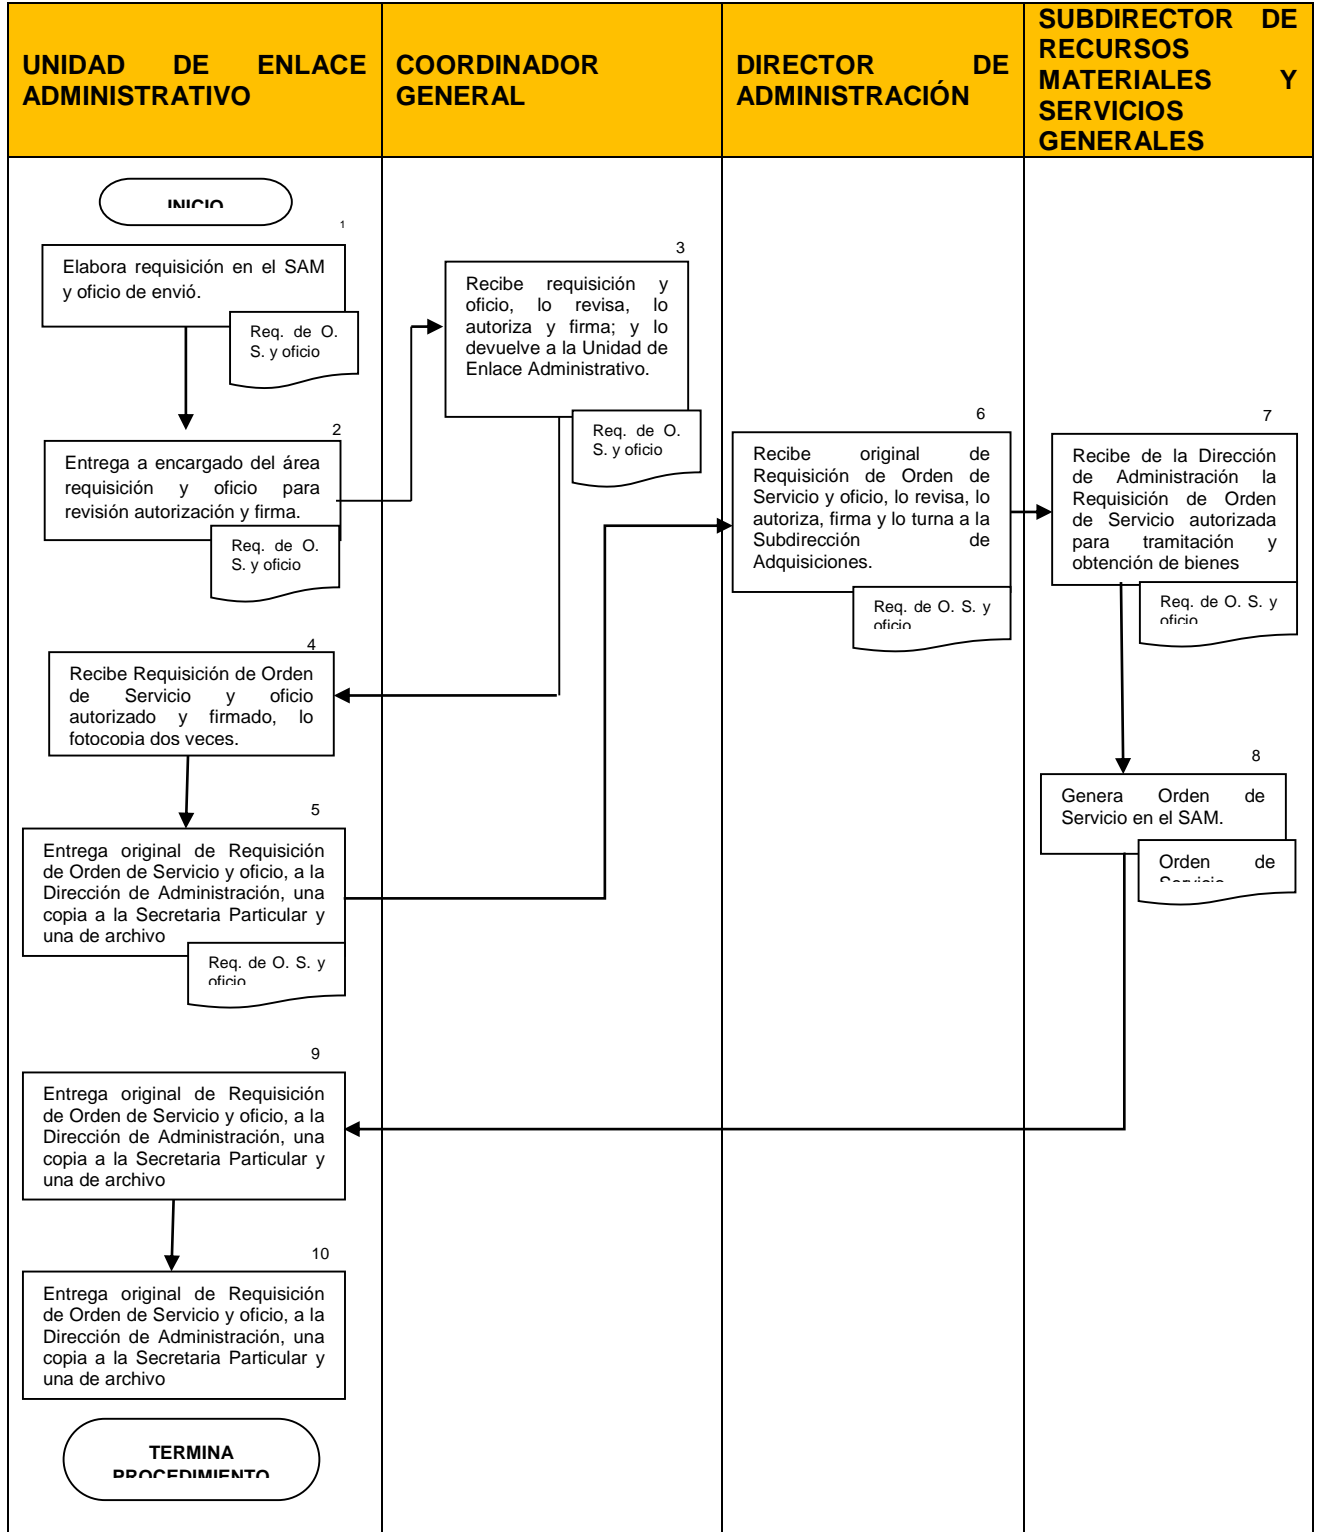 UNIDAD DE ENLACE
ADMINISTRATIVO
COORDINADOR
GENERAL
DIRECTOR DE
ADMINISTRACIÓN
SUBDIRECTOR DE
RECURSOS
MATERIALES Y
SERVICIOS
GENERALES
INICIO
1
Elabora requisición en el SAM
y oficio de envió.
Req. de O.
S. y oficio
2
Entrega a encargado del área
requisición y oficio para
revisión autorización y firma.
Req. de O.
S. y oficio
3
Recibe requisición y
oficio, lo revisa, lo
autoriza y firma; y lo
devuelve a la Unidad de
Enlace Administrativo.
Req. de O.
S. y oficio
4
Recibe Requisición de Orden
de Servicio y oficio
autorizado y firmado, lo
fotocopia dos veces.
5
Entrega original de Requisición
de Orden de Servicio y oficio, a la
Dirección de Administración, una
copia a la Secretaria Particular y
una de archivo
Req. de O. S. y
oficio
6
Recibe original de
Requisición de Orden de
Servicio y oficio, lo revisa, lo
autoriza, firma y lo turna a la
Subdirección de
Adquisiciones.
Req. de O. S. y
oficio
7
Recibe de la Dirección
de Administración la
Requisición de Orden
de Servicio autorizada
para tramitación y
obtención de bienes
Req. de O. S. y
oficio
8
Genera Orden de
Servicio en el SAM.
Orden de
Servicio
9
Entrega original de Requisición
de Orden de Servicio y oficio, a la
Dirección de Administración, una
copia a la Secretaria Particular y
una de archivo
10
Entrega original de Requisición
de Orden de Servicio y oficio, a la
Dirección de Administración, una
copia a la Secretaria Particular y
una de archivo
TERMINA
PROCEDIMIENTO